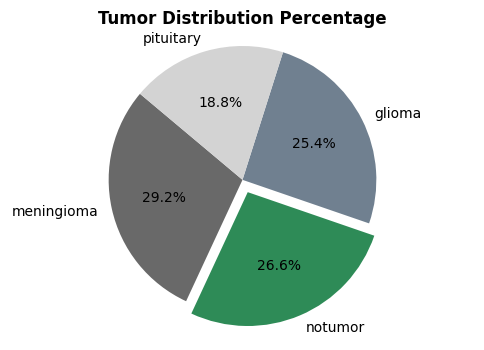 Tumor Distribution Percentage
pituitary
18.8%
glioma
25.4%
meningioma
29.2%
26.6%
notumor